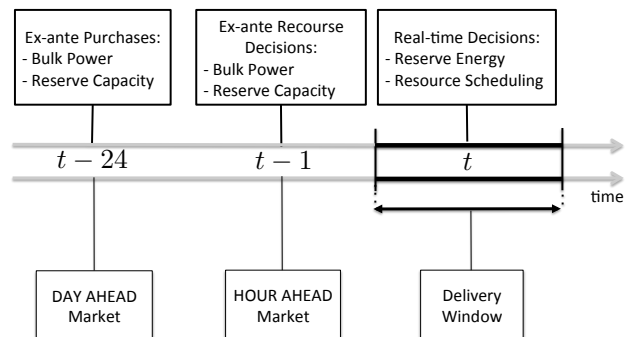 Ex-ante Purchases:
- Bulk Power
- Reserve Capacity
Ex-ante Recourse
Decisions:
- Bulk Power
- Reserve Capacity
Real-time Decisions:
- Reserve Energy
- Resource Scheduling
t − 24
t − 1
t
time
DAY AHEAD
Market
HOUR AHEAD
Market
Delivery
Window